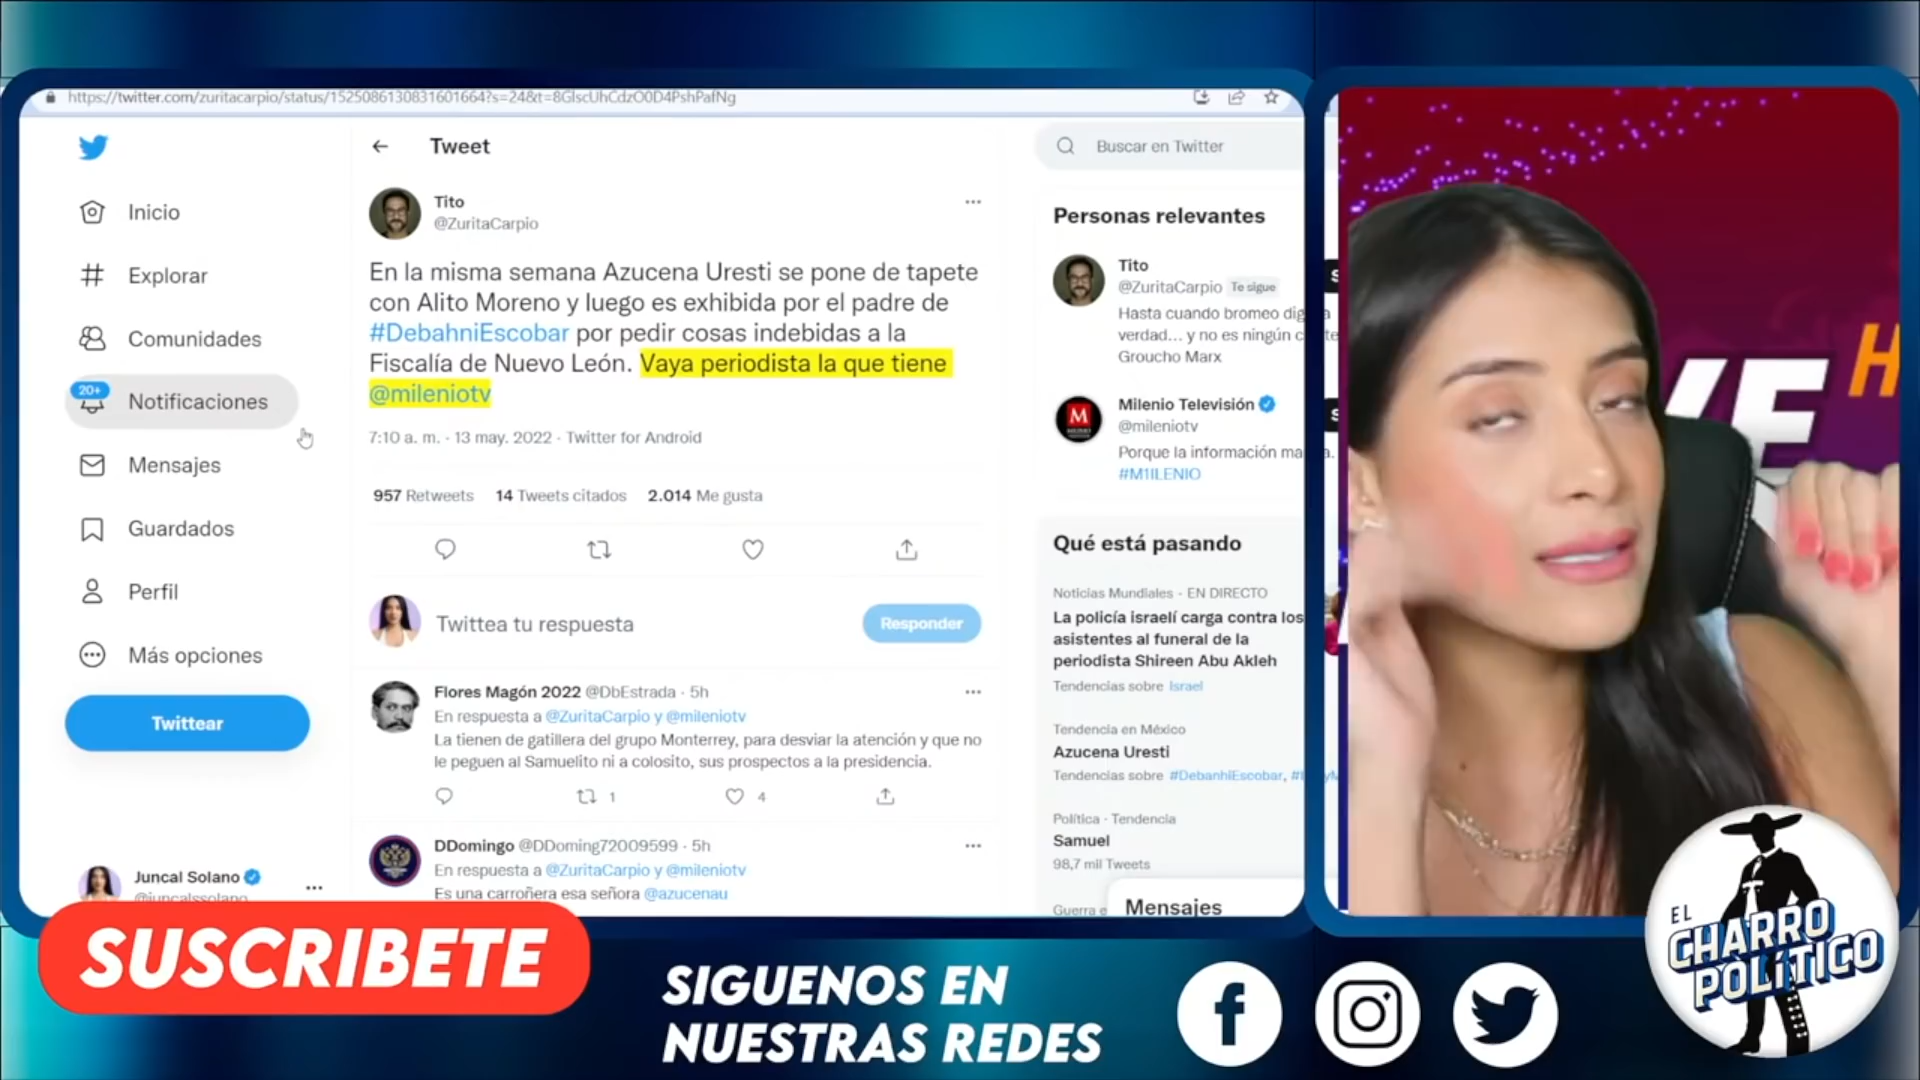 https://twitter.com/zuritacarpio/status/1525086130831601664?s=24&t=8GlscUhCdzO0D4PshPafNg
Inicio
Explorar
Comunidades
20+
Notificaciones
Mensajes
Guardados
Perfil
Más opciones
Twittear
Juncal Solano
@juncalssolano
Tweet
Tito
@ZuritaCarpio
En la misma semana Azucena Uresti se pone de tapete
con Alito Moreno y luego es exhibida por el padre de
#DebahniEscobar por pedir cosas indebidas a la
Fiscalía de Nuevo León. Vaya periodista la que tiene
@mileniotv
7:10 a. m. · 13 may. 2022 · Twitter for Android
957 Retweets 14 Tweets citados 2.014 Me gusta
Twittea tu respuesta
Responder
Flores Magón 2022 @DbEstrada · 5h
En respuesta a @ZuritaCarpio y @mileniotv
La tienen de gatillera del grupo Monterrey, para desviar la atención y que no
le peguen al Samuelito ni a colosito, sus prospectos a la presidencia.
1
4
DDomingo @DDoming72009599 · 5h
En respuesta a @ZuritaCarpio y @mileniotv
Es una carroñera esa señora @azucenau
Buscar en Twitter
Personas relevantes
Tito
@ZuritaCarpio Te sigue
Hasta cuando bromeo dig
verdad... y no es ningún
Groucho Marx
Milenio Televisión
@mileniotv
Porque la información
#M1ILENIO
Qué está pasando
Noticias Mundiales · EN DIRECTO
La policía israelí carga contra los
asistentes al funeral de la
periodista Shireen Abu Akleh
Tendencias sobre Israel
Tendencia en México
Azucena Uresti
Tendencias sobre #DebanhiEscobar,
Política · Tendencia
Samuel
98,7 mil Tweets
Guerra
Mensajes
SUSCRIBETE
SIGUENOS EN
NUESTRAS REDES
EL
CHARRO
POLÍTICO